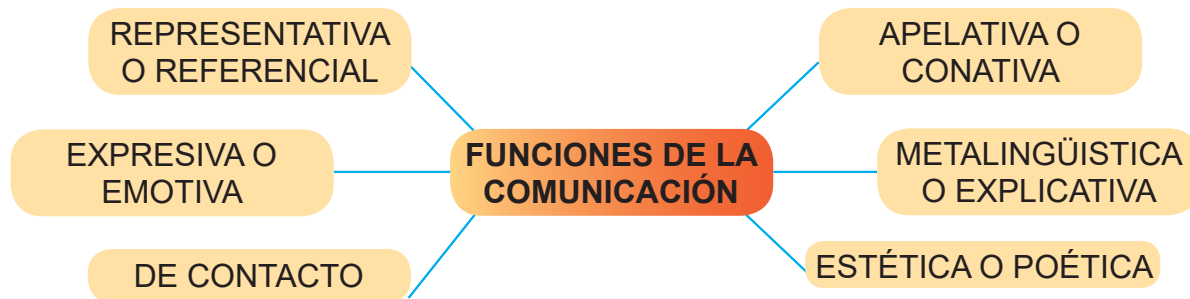 REPRESENTATIVA
O REFERENCIAL
APELATIVA O
CONATIVA
EXPRESIVA O
EMOTIVA
FUNCIONES DE LA
COMUNICACIÓN
METALINGÜISTICA
O EXPLICATIVA
DE CONTACTO
ESTÉTICA O POÉTICA